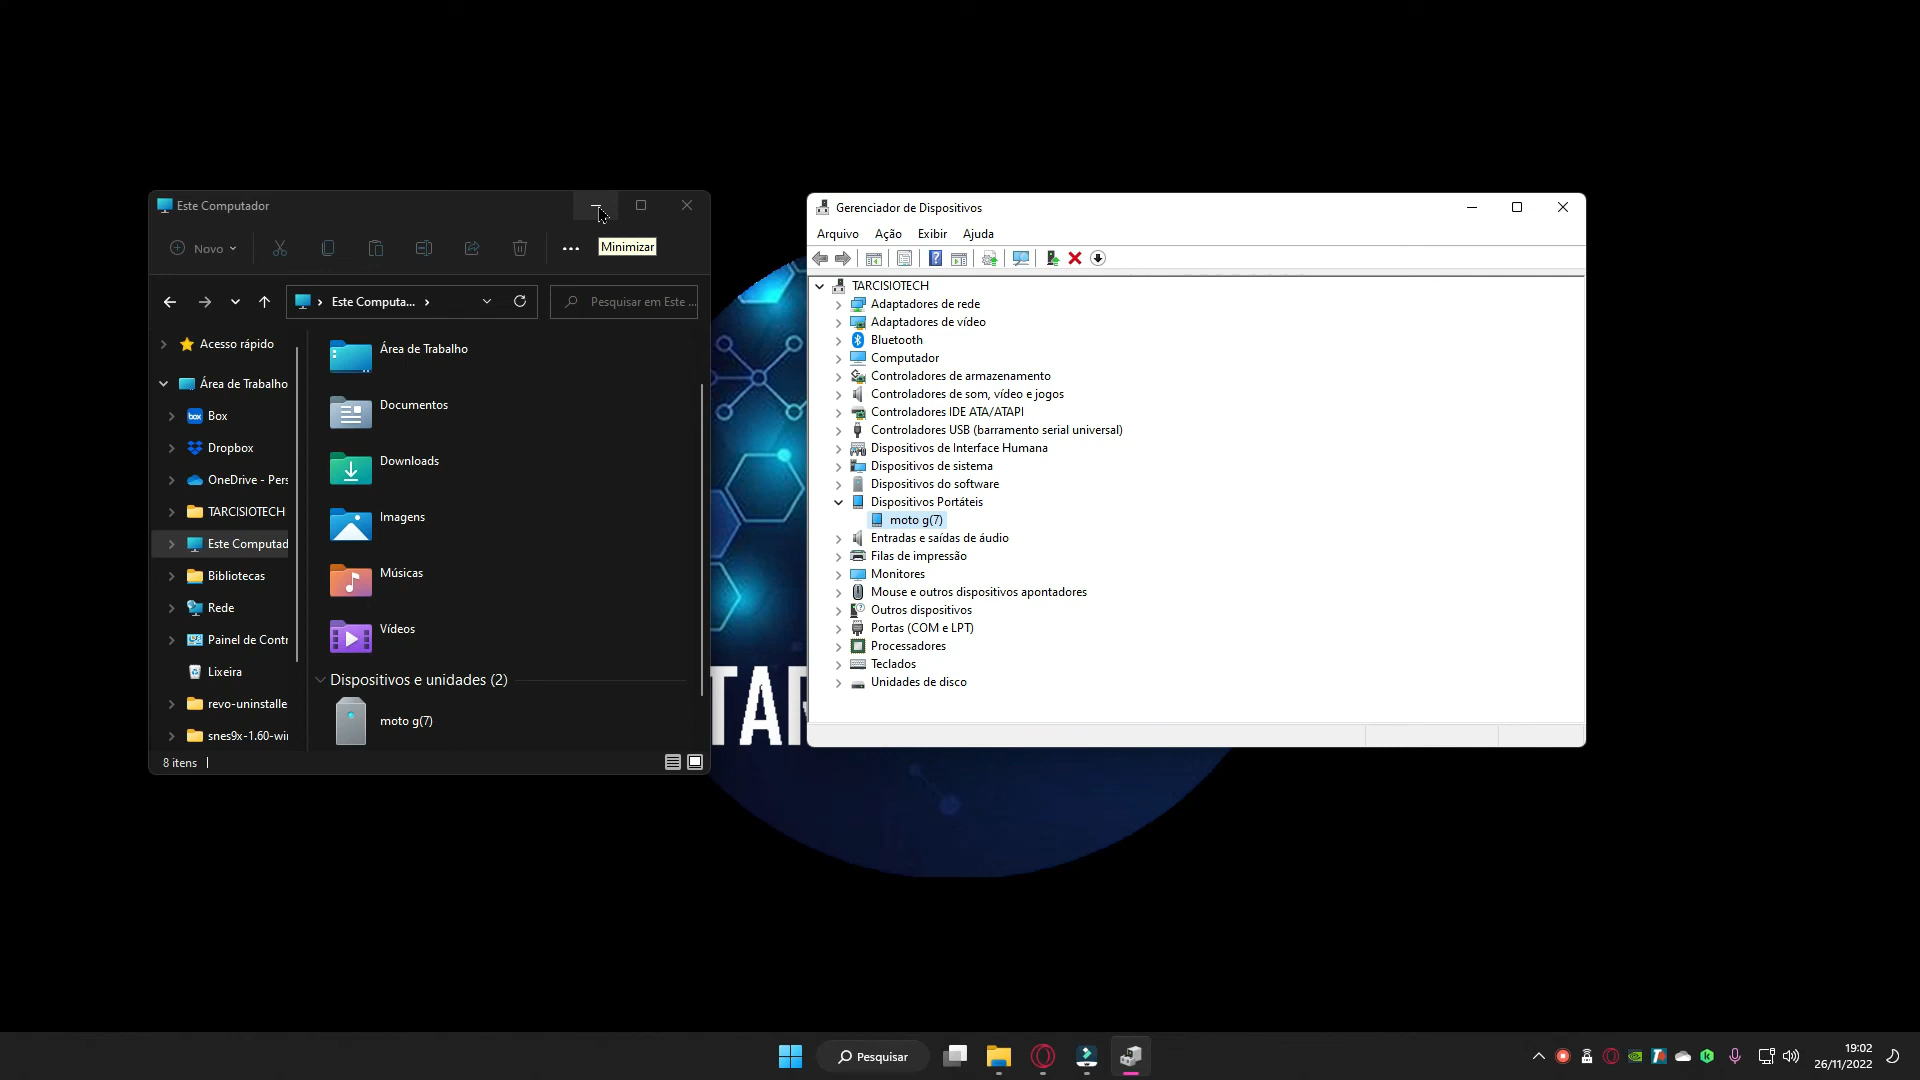 Este Computador
Novo
Minimizar
Este Computa...
Pesquisar em Este ...
Acesso rápido
Área de Trabalho
Box
Dropbox
OneDrive - Pers
TARCISIOTECH
Este Computad
Bibliotecas
Rede
Painel de Contr
Lixeira
revo-uninstalle
snes9x-1.60-wi
Área de Trabalho
Documentos
Downloads
Imagens
Músicas
Vídeos
Dispositivos e unidades (2)
moto g(7)
8 itens
TAR
Gerenciador de Dispositivos
Arquivo Ação Exibir Ajuda
TARCISIOTECH
Adaptadores de rede
Adaptadores de vídeo
Bluetooth
Computador
Controladores de armazenamento
Controladores de som, vídeo e jogos
Controladores IDE ATA/ATAPI
Controladores USB (barramento serial universal)
Dispositivos de Interface Humana
Dispositivos de sistema
Dispositivos do software
Dispositivos Portáteis
moto g(7)
Entradas e saídas de áudio
Filas de impressão
Monitores
Mouse e outros dispositivos apontadores
Outros dispositivos
Portas (COM e LPT)
Processadores
Teclados
Unidades de disco
Pesquisar
19:02
26/11/2022